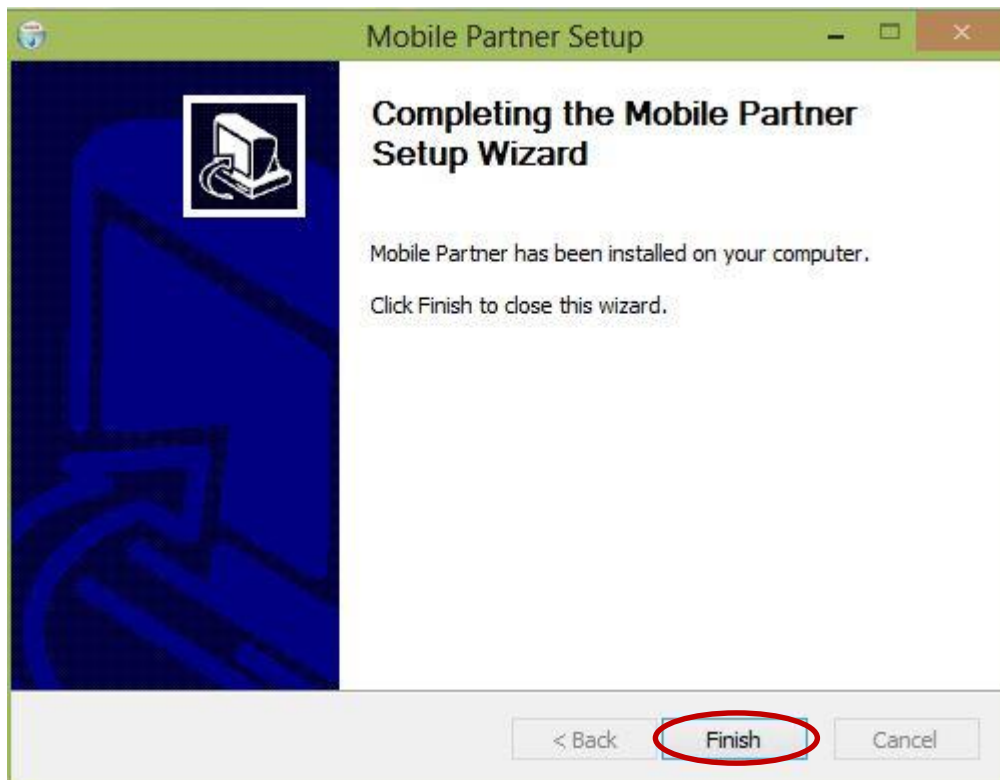 Mobile Partner Setup
Completing the Mobile Partner
Setup Wizard
Mobile Partner has been installed on your computer.
Click Finish to close this wizard.
< Back Finish Cancel